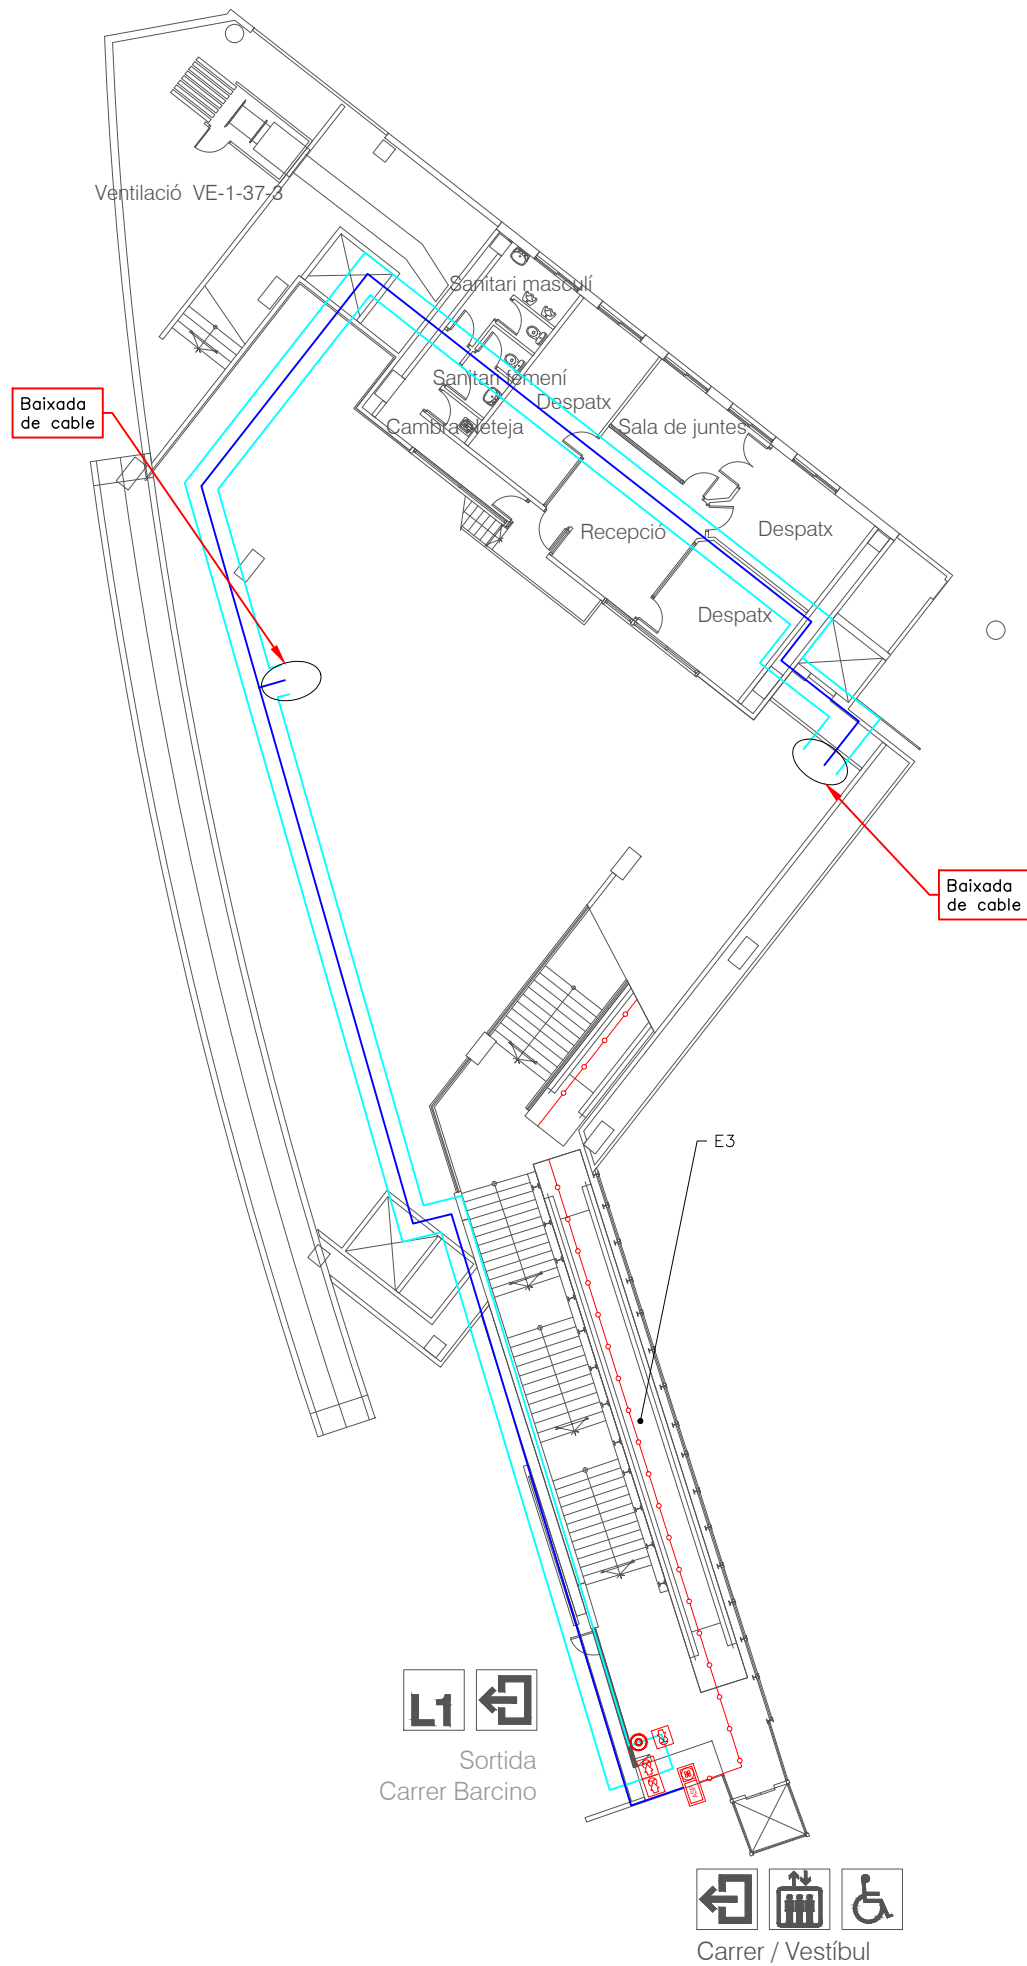 Ventilació VE-1-37-3
Sanitari masculí
Sanitari femení
Despatx
Baixada
de cable
Cambra neteja
Sala de juntes
Recepció
Despatx
Despatx
Baixada
de cable
E3
L1
Sortida
Carrer Barcino
Carrer / Vestíbul